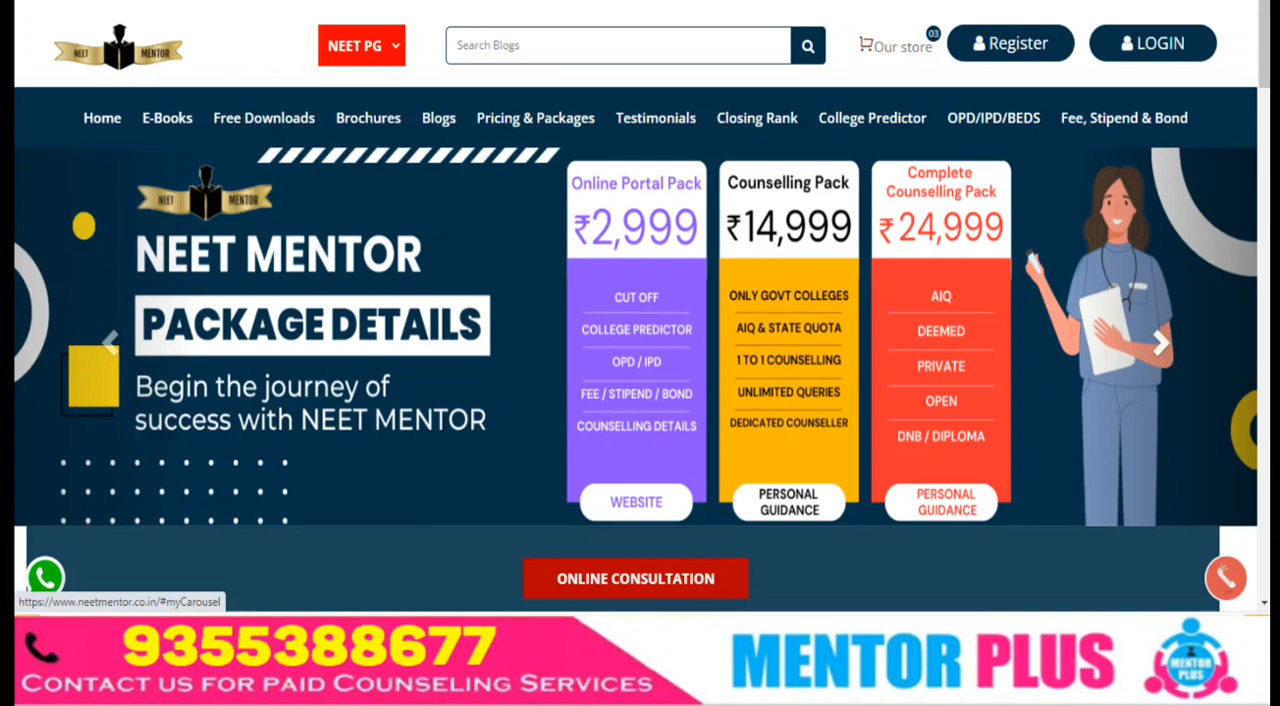 NEET MENTOR
NEET PG
Search Blogs
Our store 03
Register
LOGIN
Home E-Books Free Downloads Brochures Blogs Pricing & Packages Testimonials Closing Rank College Predictor OPD/IPD/BEDS Fee, Stipend & Bond
NEET MENTOR
NEET MENTOR
PACKAGE DETAILS
Begin the journey of
success with NEET MENTOR
Online Portal Pack
₹2,999
CUT OFF
COLLEGE PREDICTOR
OPD / IPD
FEE / STIPEND / BOND
COUNSELLING DETAILS
WEBSITE
Counselling Pack
₹14,999
ONLY GOVT COLLEGES
AIQ & STATE QUOTA
1 TO 1 COUNSELLING
UNLIMITED QUERIES
DEDICATED COUNSELLER
PERSONAL
GUIDANCE
Complete
Counselling Pack
₹24,999
AIQ
DEEMED
PRIVATE
OPEN
DNB / DIPLOMA
PERSONAL
GUIDANCE
ONLINE CONSULTATION
https://www.neetmentor.co.in/#myCarousel
9355388677
CONTACT US FOR PAID COUNSELING SERVICES
MENTOR PLUS
MENTOR
PLUS